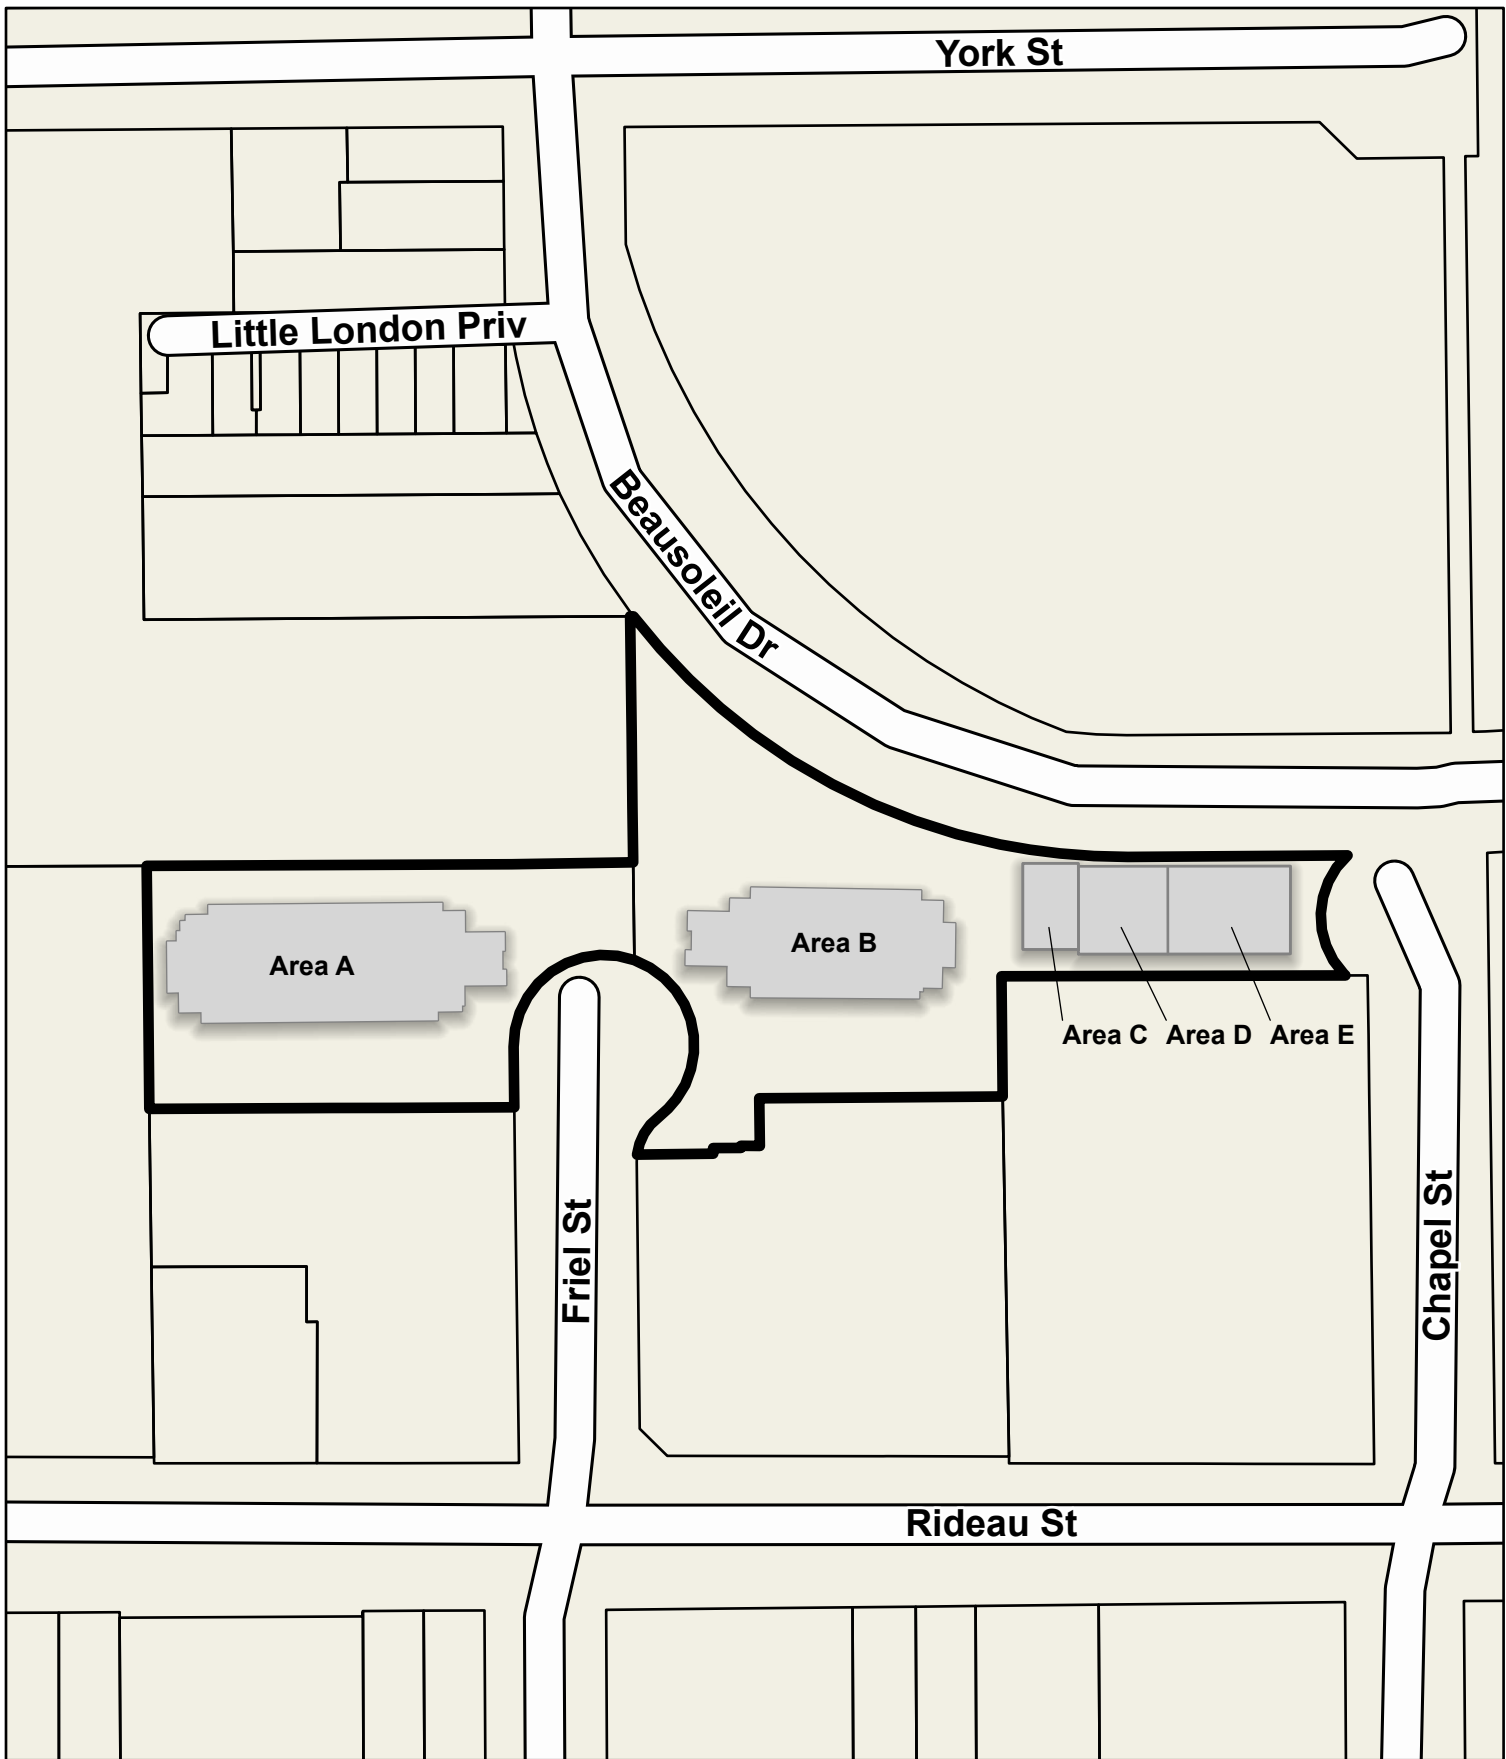 York St
Little London Priv
Beausoleil Dr
Area A
Area B
Area C
Area D
Area E
Friel St
Chapel St
Rideau St